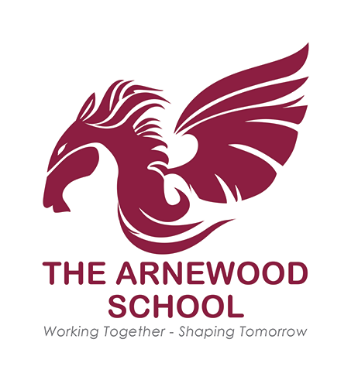 THE ARNEWOOD
SCHOOL
Working Together - Shaping Tomorrow